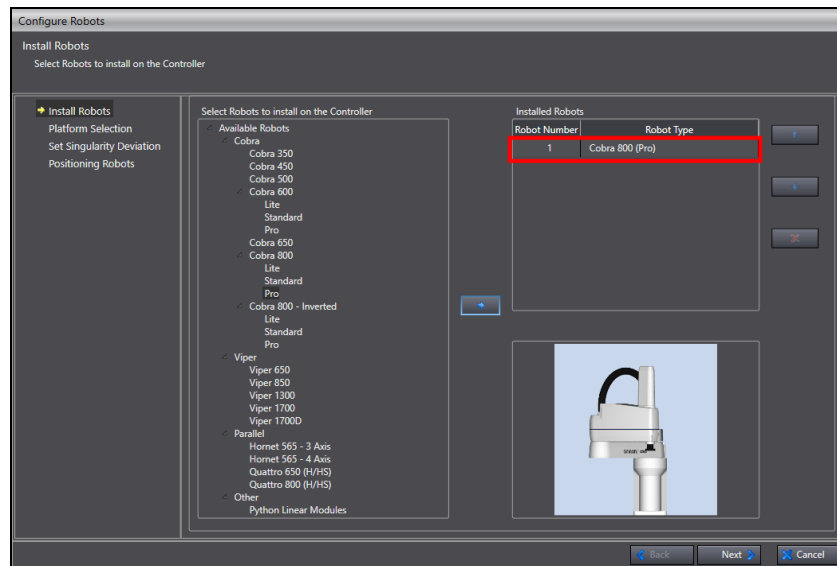 Configure Robots
Install Robots
Select Robots to install on the Controller
Install Robots
Platform Selection
Set Singularity Deviation
Positioning Robots
Select Robots to install on the Controller
Available Robots
Cobra
Cobra 350
Cobra 450
Cobra 500
Cobra 600
Lite
Standard
Pro
Cobra 650
Cobra 800
Lite
Standard
Pro
Cobra 800 - Inverted
Lite
Standard
Pro
Viper
Viper 650
Viper 850
Viper 1300
Viper 1700
Viper 1700D
Parallel
Hornet 565 - 3 Axis
Hornet 565 - 4 Axis
Quattro 650 (H/HS)
Quattro 800 (H/HS)
Other
Python Linear Modules
Installed Robots
Robot Number Robot Type
1 Cobra 800 (Pro)
Back Next Cancel